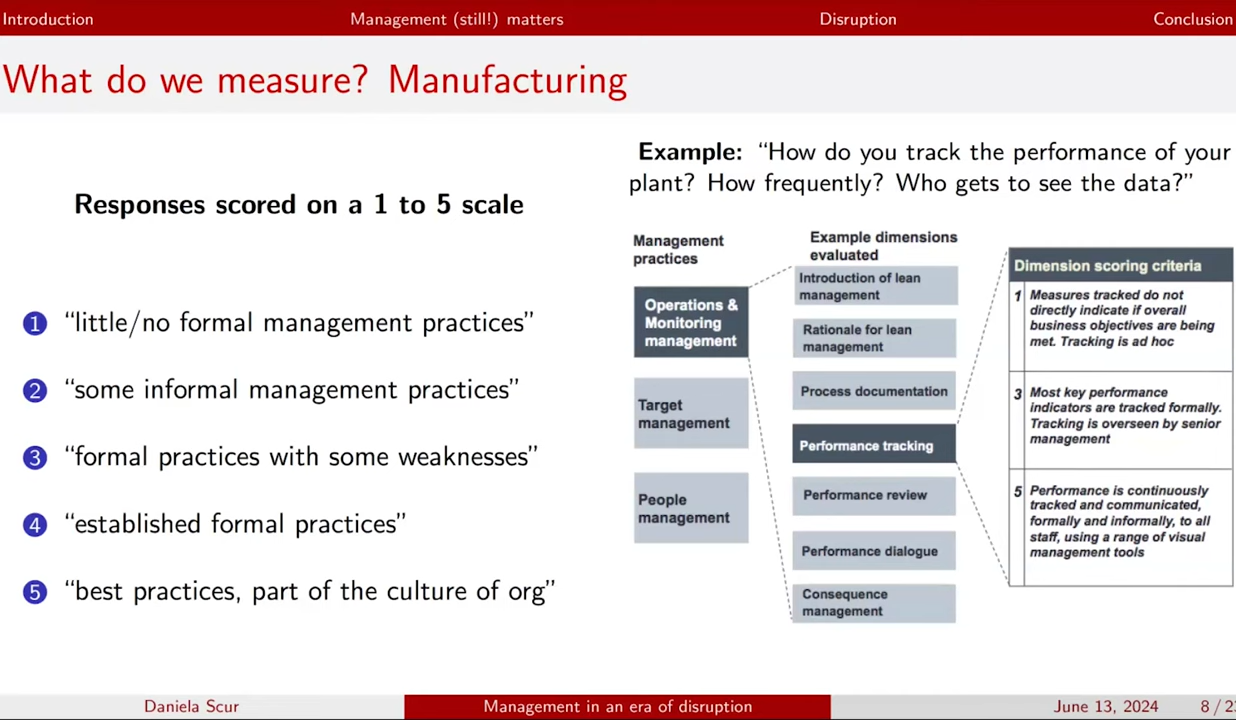 Introduction
Management (still!) matters
Disruption
Conclusion
What do we measure? Manufacturing
Responses scored on a 1 to 5 scale
1 “little/no formal management practices”
2 “some informal management practices”
3 “formal practices with some weaknesses”
4 “established formal practices”
5 “best practices, part of the culture of org”
Example: “How do you track the performance of your
plant? How frequently? Who gets to see the data?”
Management
practices
Operations &
Monitoring
management
Target
management
People
management
Example dimensions
evaluated
Introduction of lean
management
Rationale for lean
management
Process documentation
Performance tracking
Performance review
Performance dialogue
Consequence
management
Dimension scoring criteria
1 Measures tracked do not
directly indicate if overall
business objectives are being
met. Tracking is ad hoc
3 Most key performance
indicators are tracked formally.
Tracking is overseen by senior
management
5 Performance is continuously
tracked and communicated,
formally and informally, to all
staff, using a range of visual
management tools
Daniela Scur
Management in an era of disruption
June 13, 2024
8 /